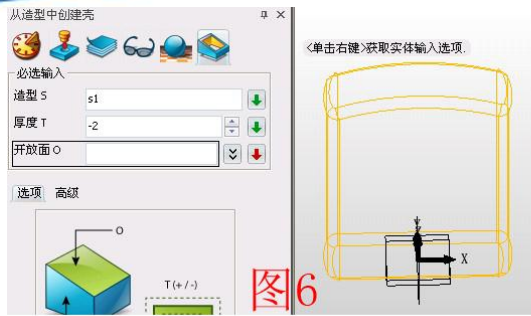 从造型中创建壳
必选输入
造型 S
s1
厚度 T
-2
开放面 O
选项 高级
O
T (+ / -)
<单击右键>获取实体输入选项.
Y
X
图6